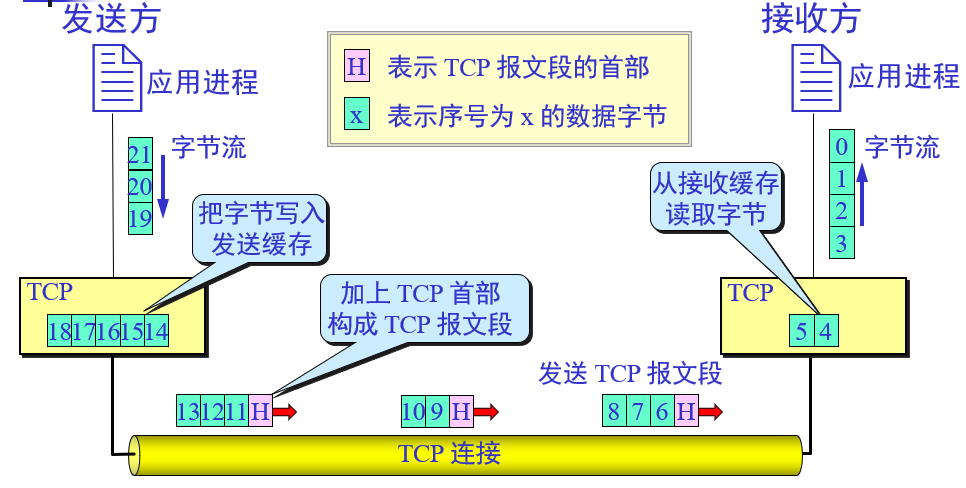 发送方
接收方
H 表示 TCP 报文段的首部
x 表示序号为 x 的数据字节
应用进程
应用进程
21
20
19
字节流
0
1
2
3
字节流
把字节写入
发送缓存
从接收缓存
读取字节
TCP
18 17 16 15 14
加上 TCP 首部
构成 TCP 报文段
TCP
5 4
发送 TCP 报文段
13 12 11 H
10 9 H
8 7 6 H
TCP 连接